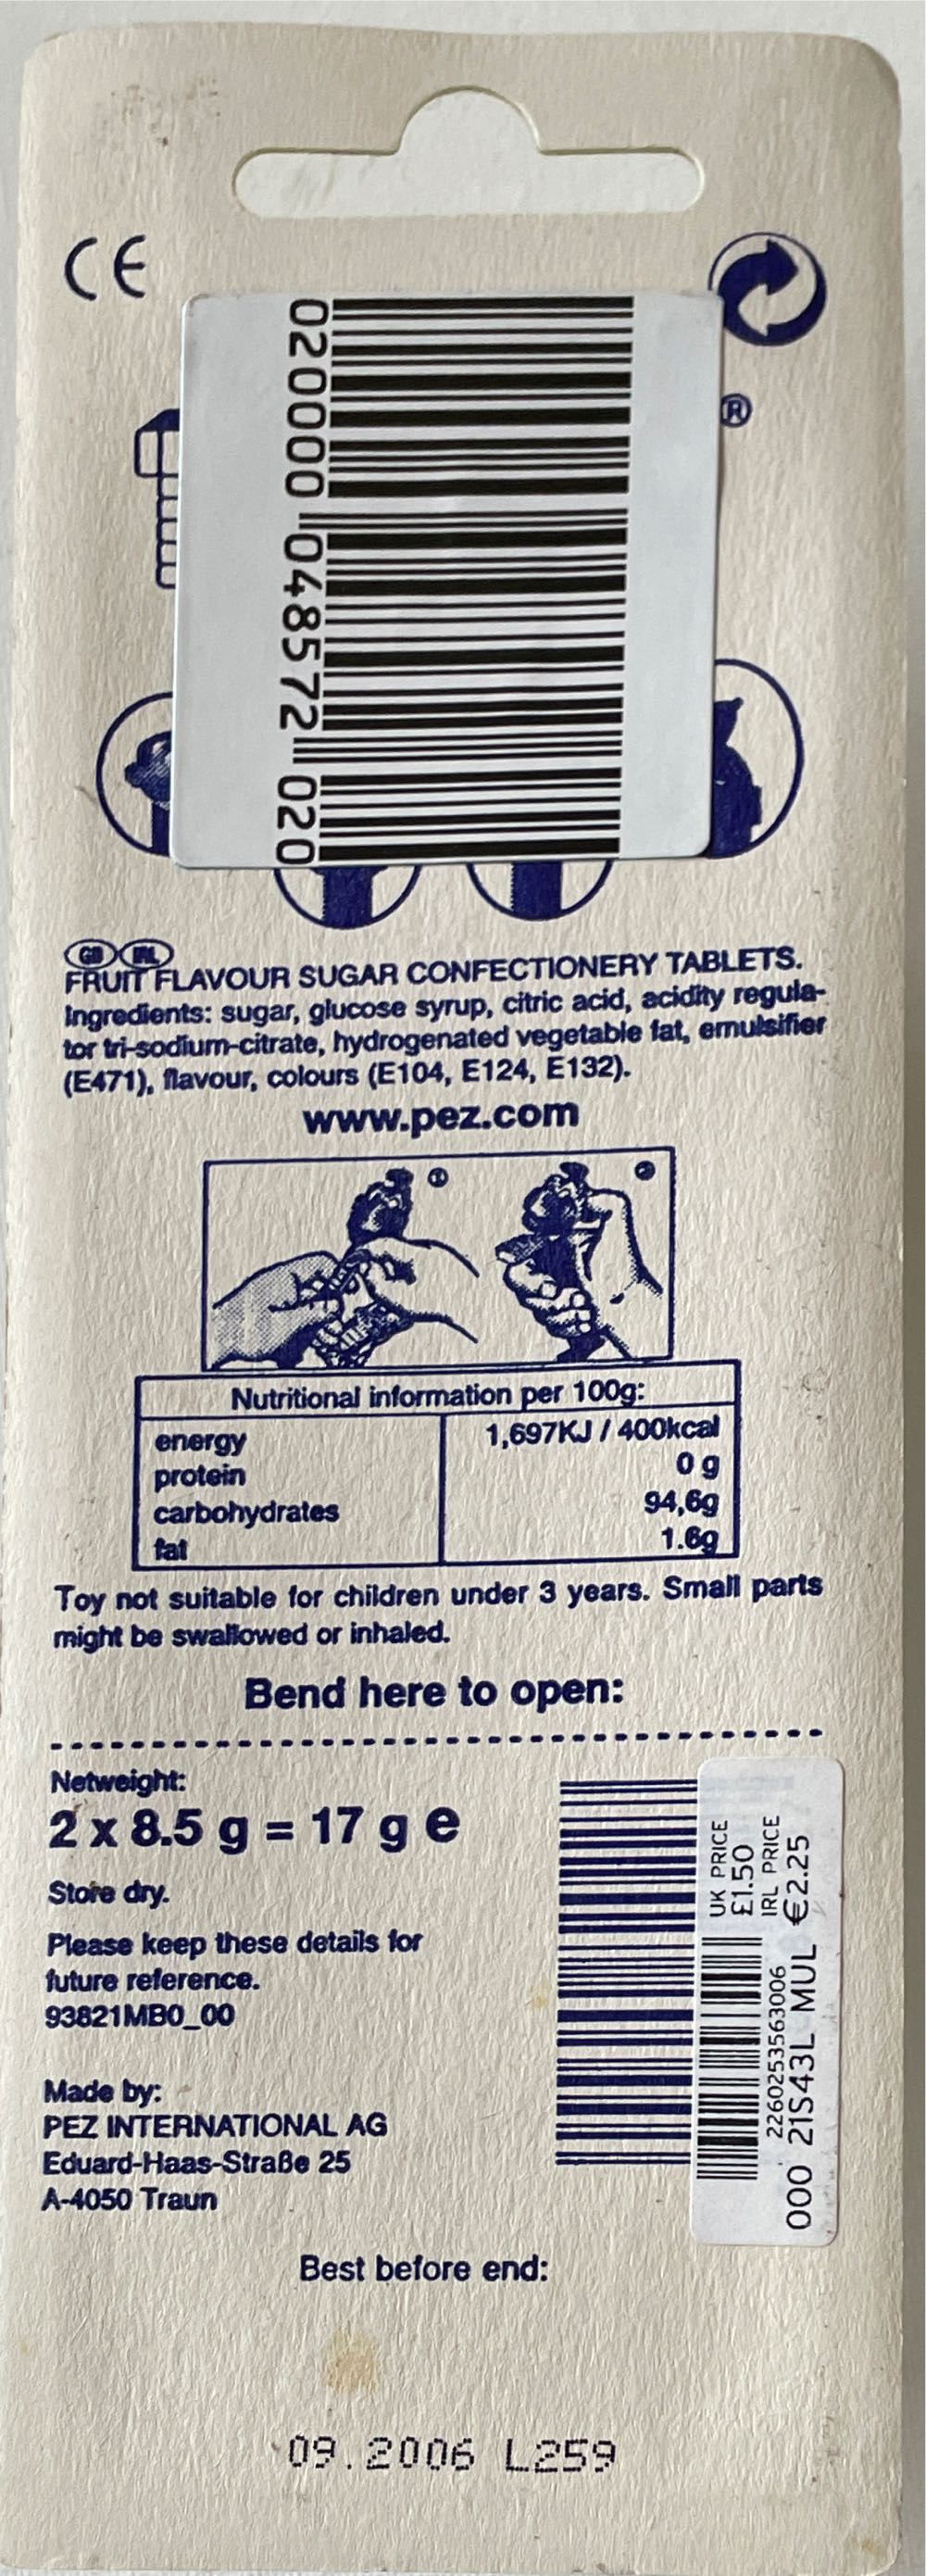 CE
020000 048572 020
®
GB IRL
FRUIT FLAVOUR SUGAR CONFECTIONERY TABLETS.
Ingredients: sugar, glucose syrup, citric acid, acidity regula-
tor tri-sodium-citrate, hydrogenated vegetable fat, emulsifier
(E471), flavour, colours (E104, E124, E132).
www.pez.com
1
2
Nutritional information per 100g:
energy 1,697KJ / 400kcal
protein 0 g
carbohydrates 94,6g
fat 1.6g
Toy not suitable for children under 3 years. Small parts
might be swallowed or inhaled.
Bend here to open:
Netweight:
2 x 8.5 g = 17 g e
Store dry.
Please keep these details for
future reference.
93821MB0_00
Made by:
PEZ INTERNATIONAL AG
Eduard-Haas-Straße 25
A-4050 Traun
UK PRICE
£1.50
IRL PRICE
€2.25
2260253563006
000 21S43L MUL
Best before end:
09.2006 L259